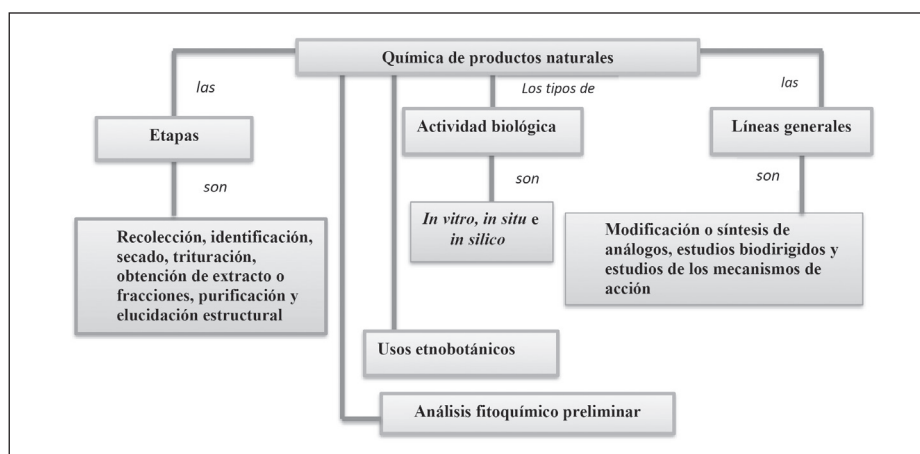 Química de productos naturales
las
Los tipos de
las
Etapas
Actividad biológica
Líneas generales
son
son
son
Recolección, identificación,
secado, trituración,
obtención de extracto o
fracciones, purificación y
elucidación estructural
In vitro, in situ e
in silico
Modificación o síntesis de
análogos, estudios biodirigidos y
estudios de los mecanismos de
acción
Usos etnobotánicos
Análisis fitoquímico preliminar